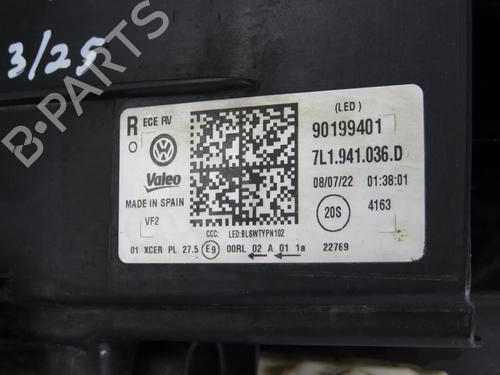 3/25
R ECE RV
(LED)
90199401
Valeo
7L1.941.036.D
MADE IN SPAIN
08/07/22 01:38:01
VF2
20S 4163
CCC: LED:BLSWTYPN102
01 XCER PL 27.5 E9 00RL 02 A 01 1a 22769
B-PARTS